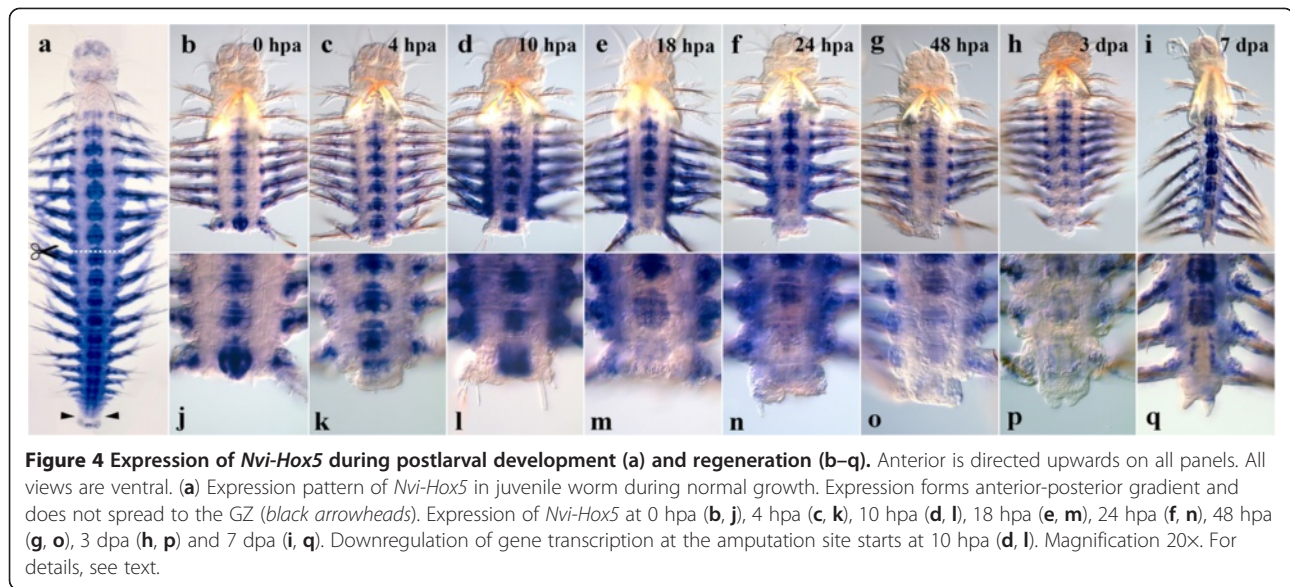 a b 0 hpa c 4 hpa d 10 hpa e 18 hpa f 24 hpa g 48 hpa h 3 dpa i 7 dpa
j k l m n o p q
Figure 4 Expression of Nvi-Hox5 during postlarval development (a) and regeneration (b–q). Anterior is directed upwards on all panels. All
views are ventral. (a) Expression pattern of Nvi-Hox5 in juvenile worm during normal growth. Expression forms anterior-posterior gradient and
does not spread to the GZ (black arrowheads). Expression of Nvi-Hox5 at 0 hpa (b, j), 4 hpa (c, k), 10 hpa (d, l), 18 hpa (e, m), 24 hpa (f, n), 48 hpa
(g, o), 3 dpa (h, p) and 7 dpa (i, q). Downregulation of gene transcription at the amputation site starts at 10 hpa (d, l). Magnification 20×. For
details, see text.